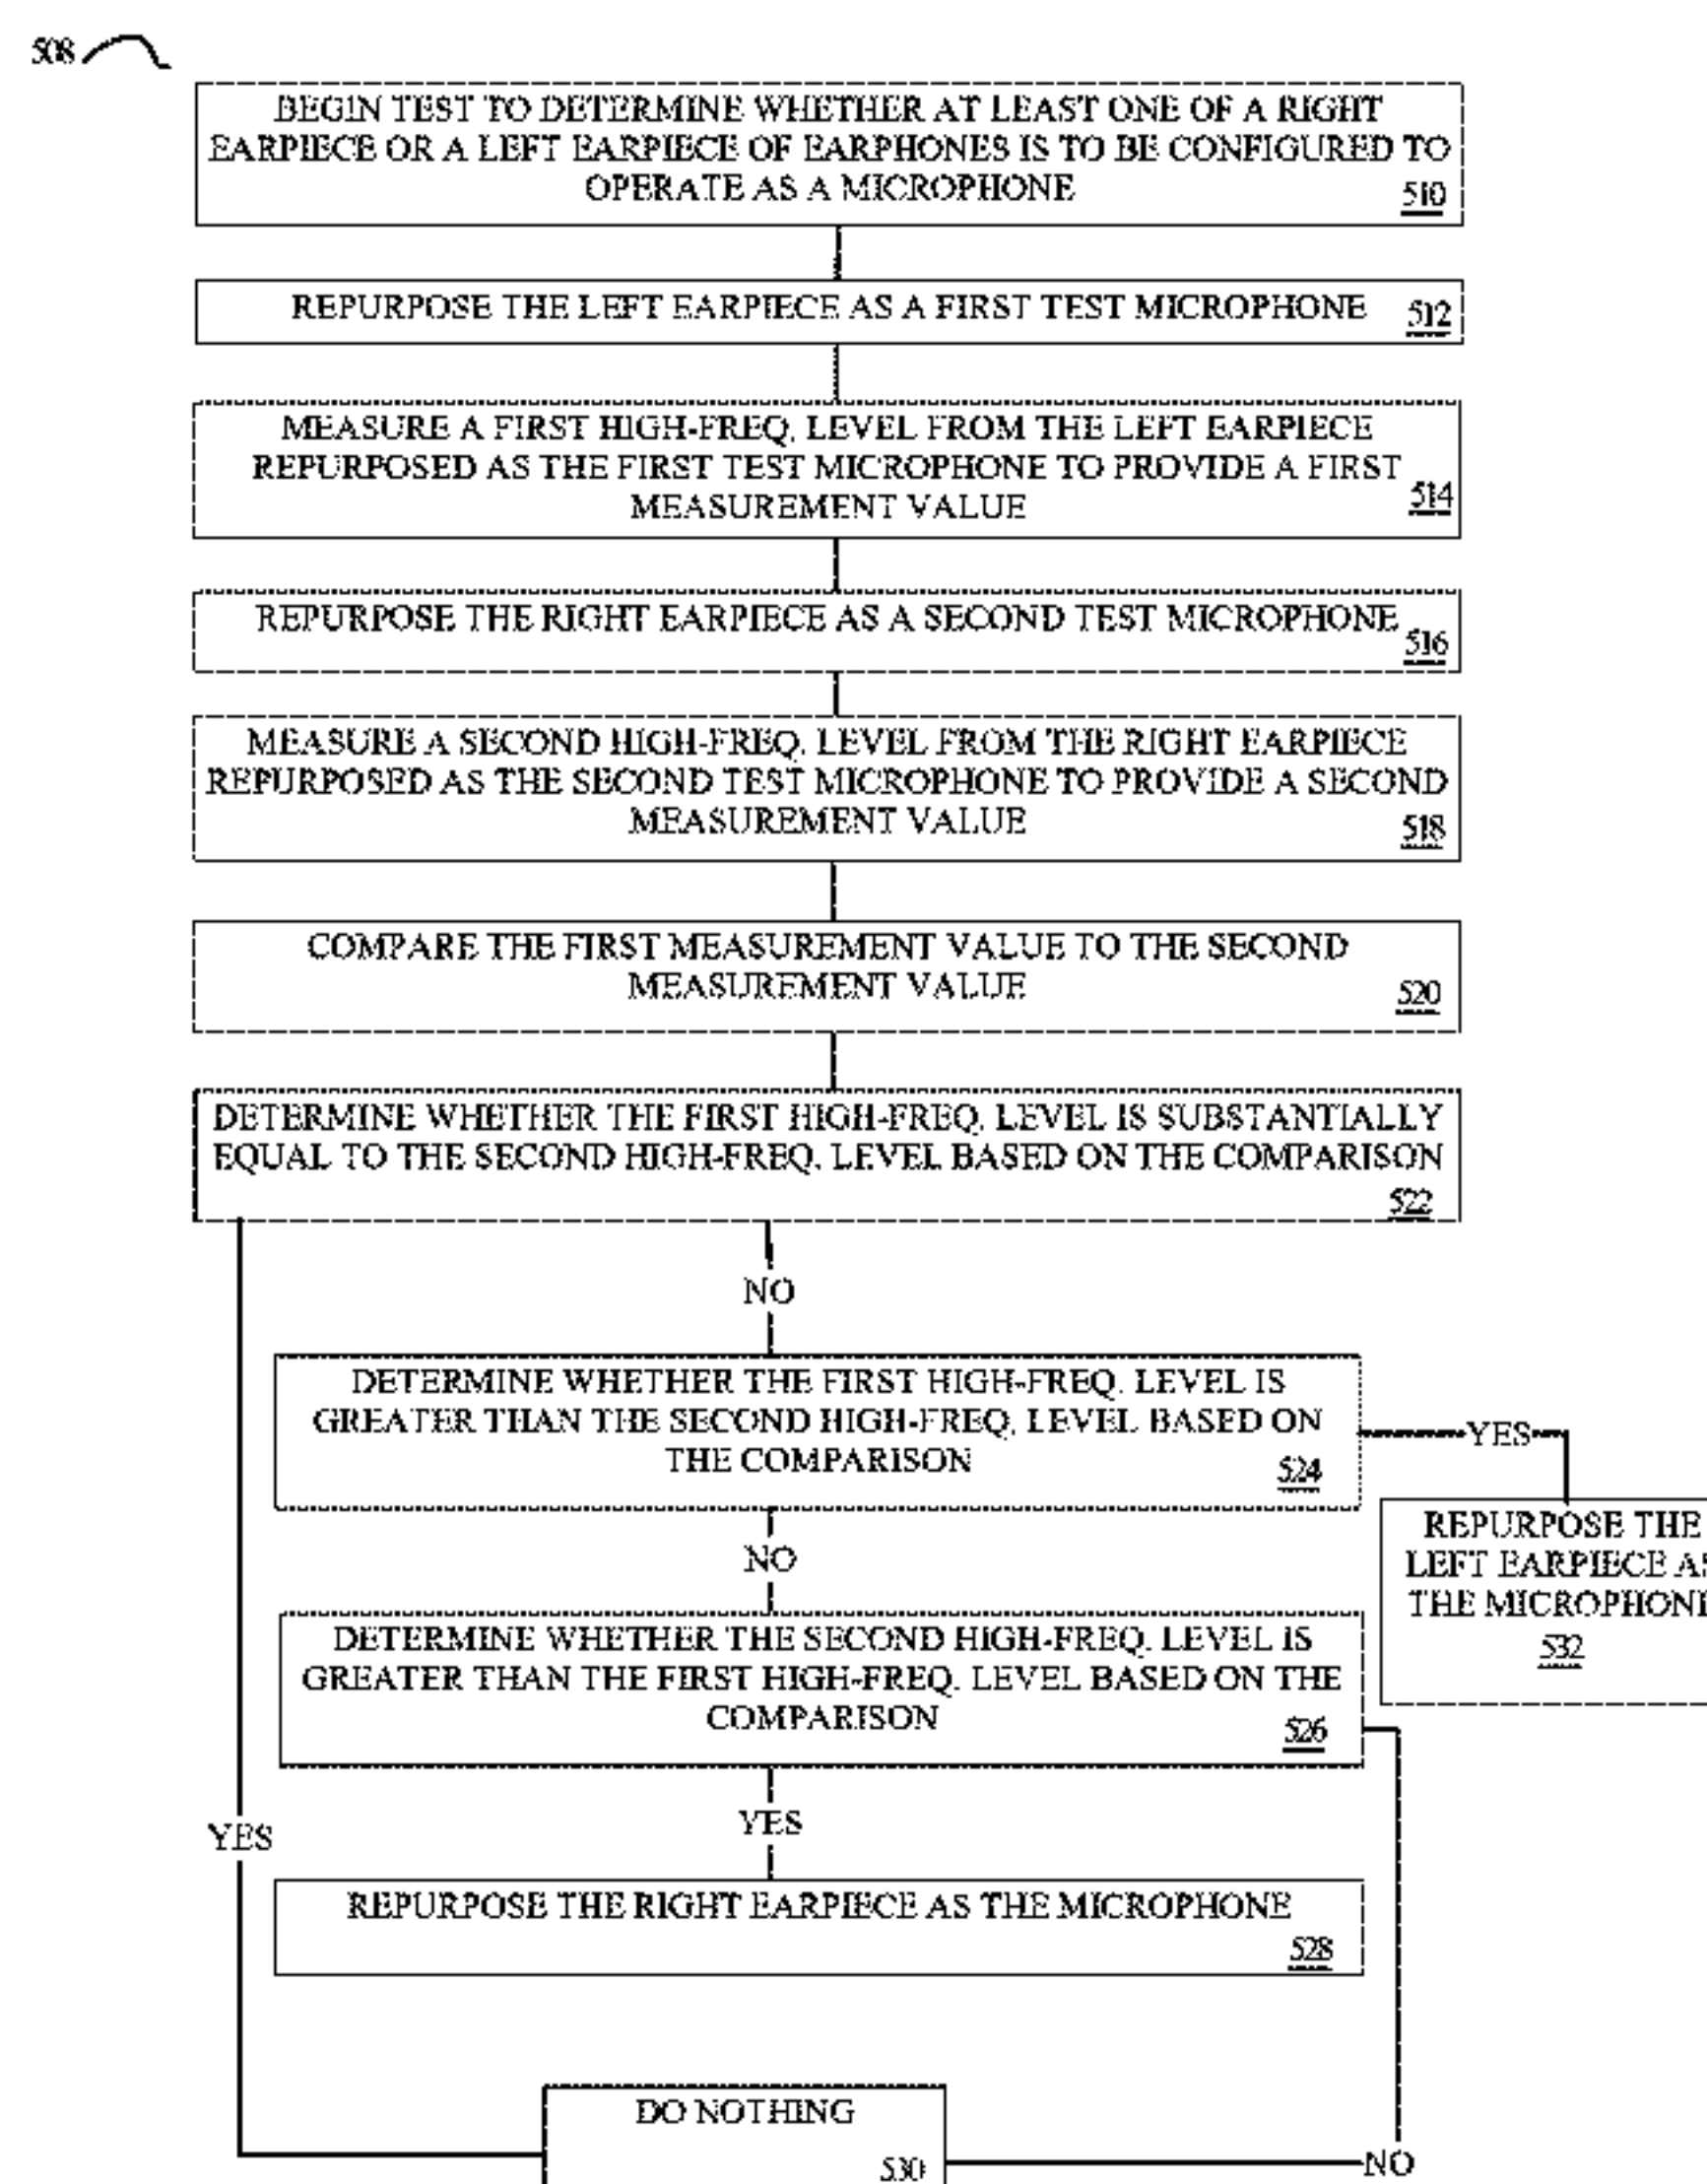 508
BEGIN TEST TO DETERMINE WHETHER AT LEAST ONE OF A RIGHT
EARPIECE OR A LEFT EARPIECE OF EARPHONES IS TO BE CONFIGURED TO
OPERATE AS A MICROPHONE
510
REPURPOSE THE LEFT EARPIECE AS A FIRST TEST MICROPHONE
512
MEASURE A FIRST HIGH-FREQ. LEVEL FROM THE LEFT EARPIECE
REPURPOSED AS THE FIRST TEST MICROPHONE TO PROVIDE A FIRST
MEASUREMENT VALUE
514
REPURPOSE THE RIGHT EARPIECE AS A SECOND TEST MICROPHONE
516
MEASURE A SECOND HIGH-FREQ. LEVEL FROM THE RIGHT EARPIECE
REPURPOSED AS THE SECOND TEST MICROPHONE TO PROVIDE A SECOND
MEASUREMENT VALUE
518
COMPARE THE FIRST MEASUREMENT VALUE TO THE SECOND
MEASUREMENT VALUE
520
DETERMINE WHETHER THE FIRST HIGH-FREQ. LEVEL IS SUBSTANTIALLY
EQUAL TO THE SECOND HIGH-FREQ. LEVEL BASED ON THE COMPARISON
522
NO
DETERMINE WHETHER THE FIRST HIGH-FREQ. LEVEL IS
GREATER THAN THE SECOND HIGH-FREQ. LEVEL BASED ON
THE COMPARISON
524
YES
REPURPOSE THE
LEFT EARPIECE AS
THE MICROPHONE
532
NO
DETERMINE WHETHER THE SECOND HIGH-FREQ. LEVEL IS
GREATER THAN THE FIRST HIGH-FREQ. LEVEL BASED ON THE
COMPARISON
526
YES
YES
REPURPOSE THE RIGHT EARPIECE AS THE MICROPHONE
528
DO NOTHING
530
NO